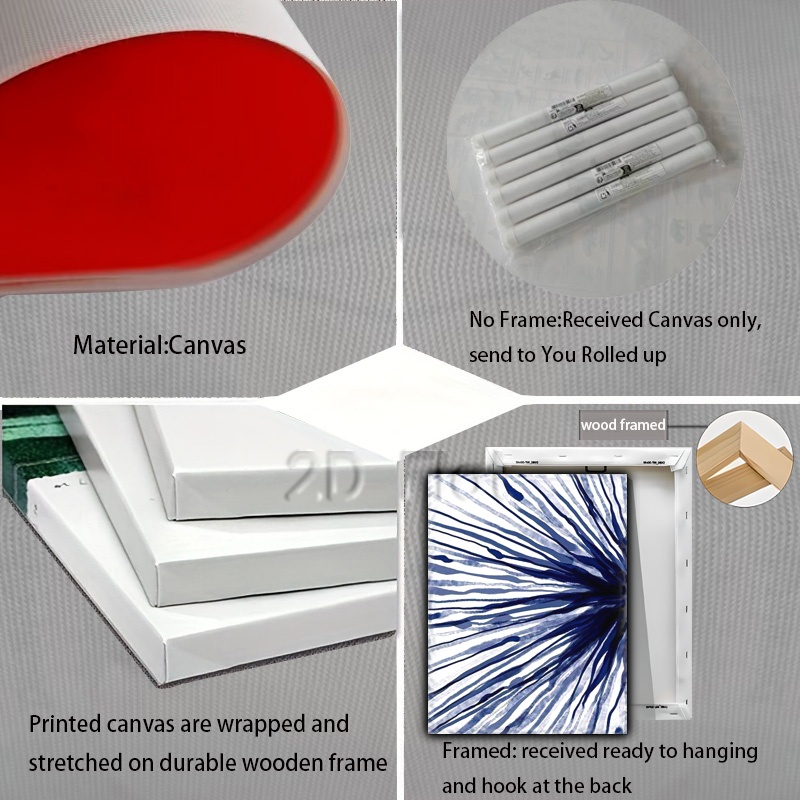 Material:Canvas
No Frame:Received Canvas only,
send to You Rolled up
wood framed
2D
Printed canvas are wrapped and
stretched on durable wooden frame
Framed: received ready to hanging
and hook at the back